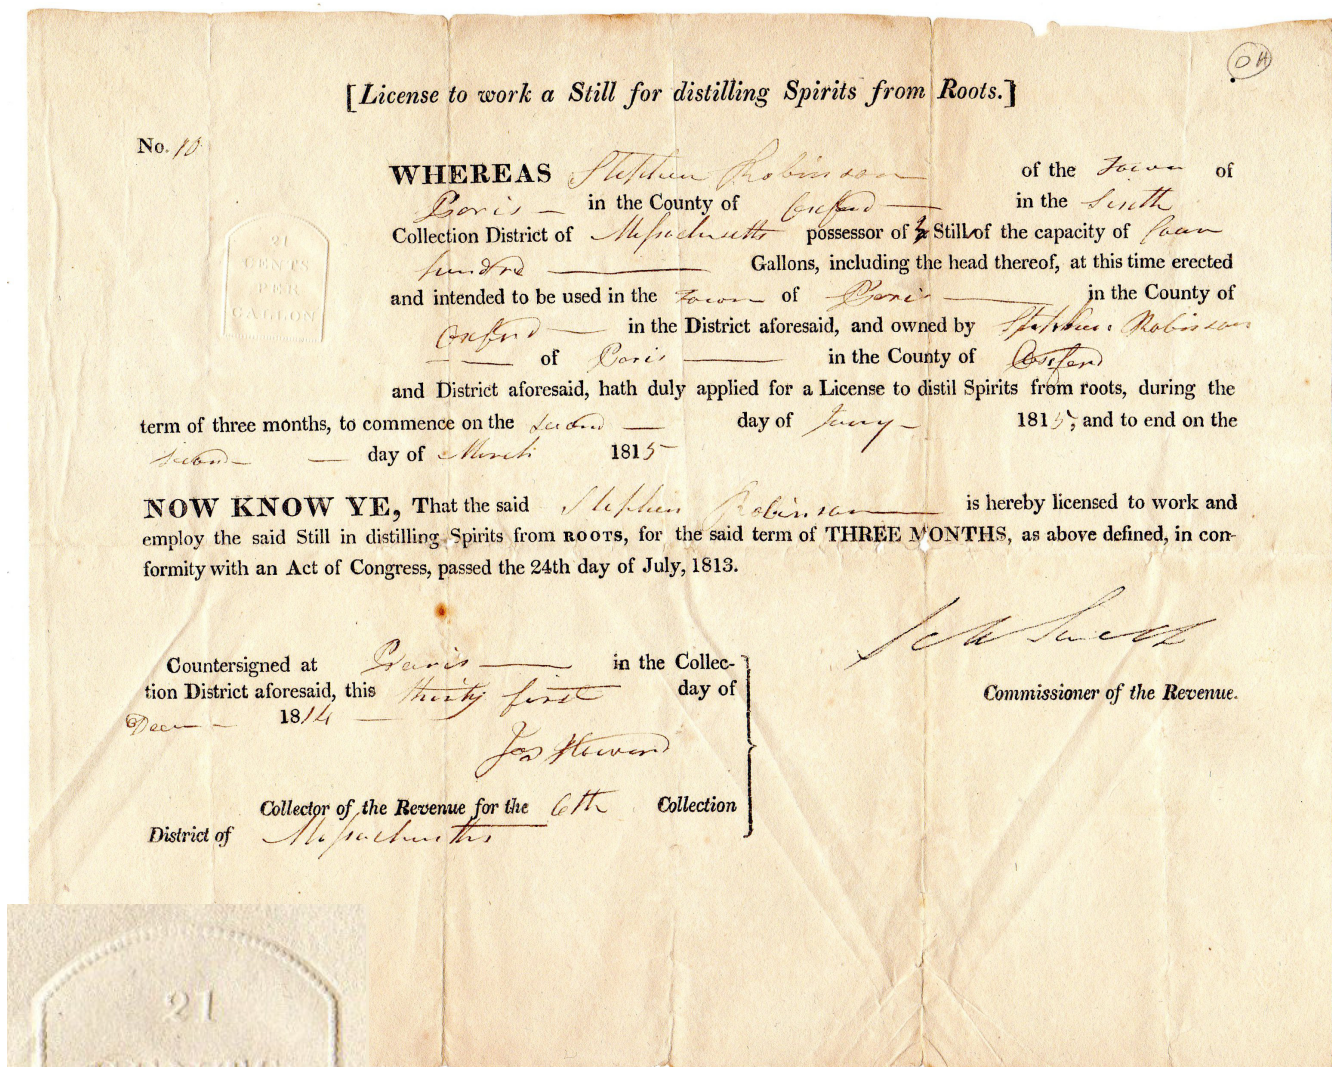 OH
[License to work a Still for distilling Spirits from Roots.]
No. 10
WHEREAS Stephen Robinson of the Town of
Paris in the County of Oxford in the Sixth
Collection District of Massachusetts possessor of Still of the capacity of
hundred Gallons, including the head thereof, at this time erected
and intended to be used in the Town of Paris in the County of
Oxford in the District aforesaid, and owned by Stephen Robinson
of Paris in the County of Oxford
and District aforesaid, hath duly applied for a License to distil Spirits from roots, during the
term of three months, to commence on the second day of Jany 1815, and to end on the
second day of March 1815
21
CENTS
PER
GALLON
NOW KNOW YE, That the said Stephen Robinson is hereby licensed to work and
employ the said Still in distilling Spirits from ROOTS, for the said term of THREE MONTHS, as above defined, in con-
formity with an Act of Congress, passed the 24th day of July, 1813.
Commissioner of the Revenue.
Countersigned at Paris in the Collec-
tion District aforesaid, this thirty first day of
Decr 1814
Jas Howard
Collector of the Revenue for the 6th Collection
District of Massachusetts
21